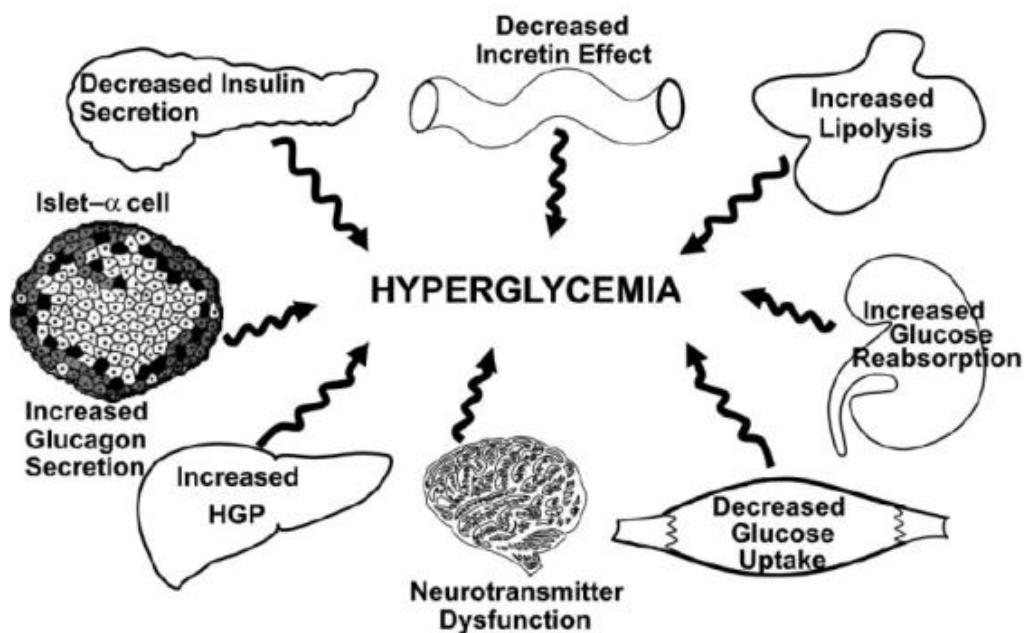 Decreased Insulin
Secretion
Decreased
Incretin Effect
Increased
Lipolysis
Islet–α cell
HYPERGLYCEMIA
Increased
Glucose
Reabsorption
Increased
Glucagon
Secretion
Increased
HGP
Neurotransmitter
Dysfunction
Decreased
Glucose
Uptake